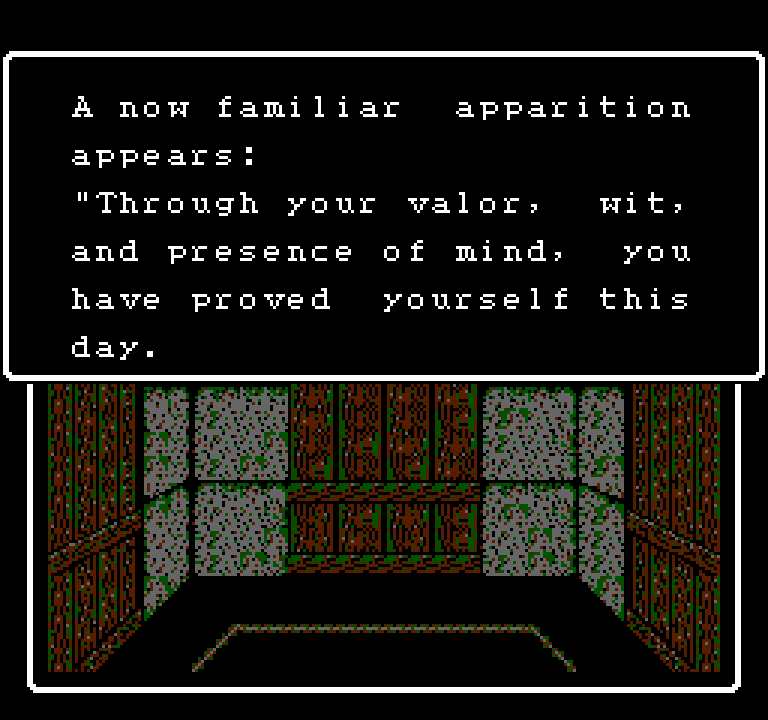 A now familiar apparition
appears:
"Through your valor, wit,
and presence of mind, you
have proved yourself this
day.